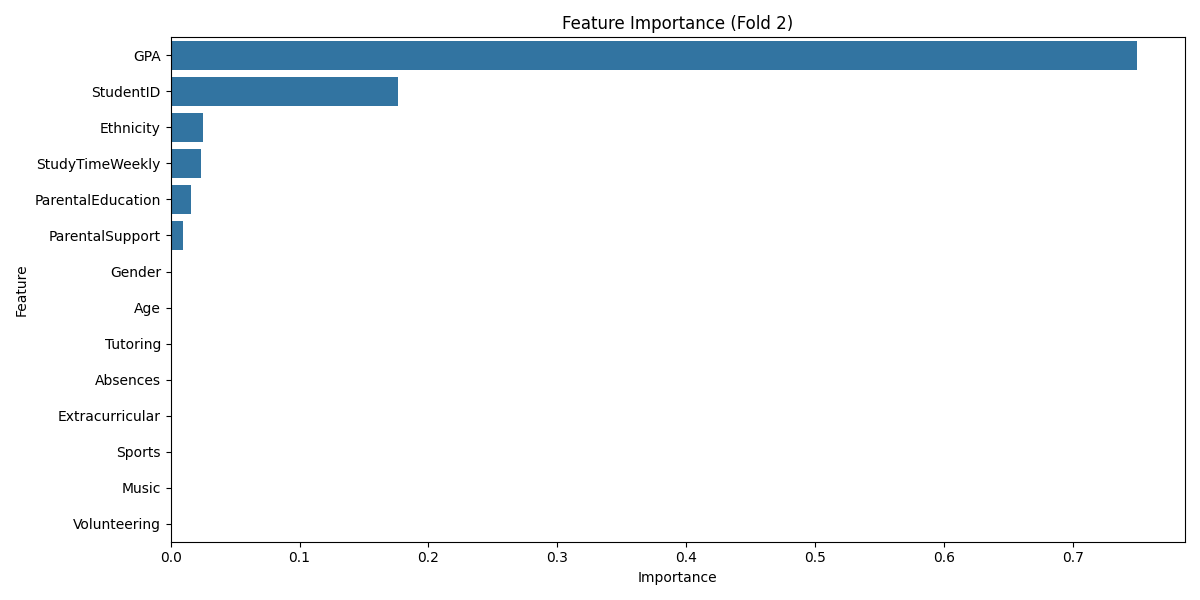 Feature Importance (Fold 2)
GPA
StudentID
Ethnicity
StudyTimeWeekly
ParentalEducation
ParentalSupport
Gender
Age
Tutoring
Absences
Extracurricular
Sports
Music
Volunteering
Feature
0.0 0.1 0.2 0.3 0.4 0.5 0.6 0.7
Importance